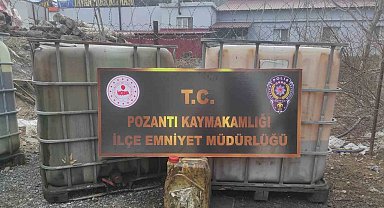 T.C.
POZANTI KAYMAKAMLIĞI
İLÇE EMNİYET MÜDÜRLÜĞÜ